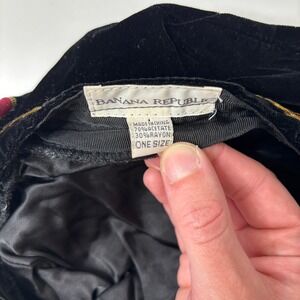 BANANA REPUBLIC
MADE IN CHINA
70% ACETATE
30% RAYON
ONE SIZE